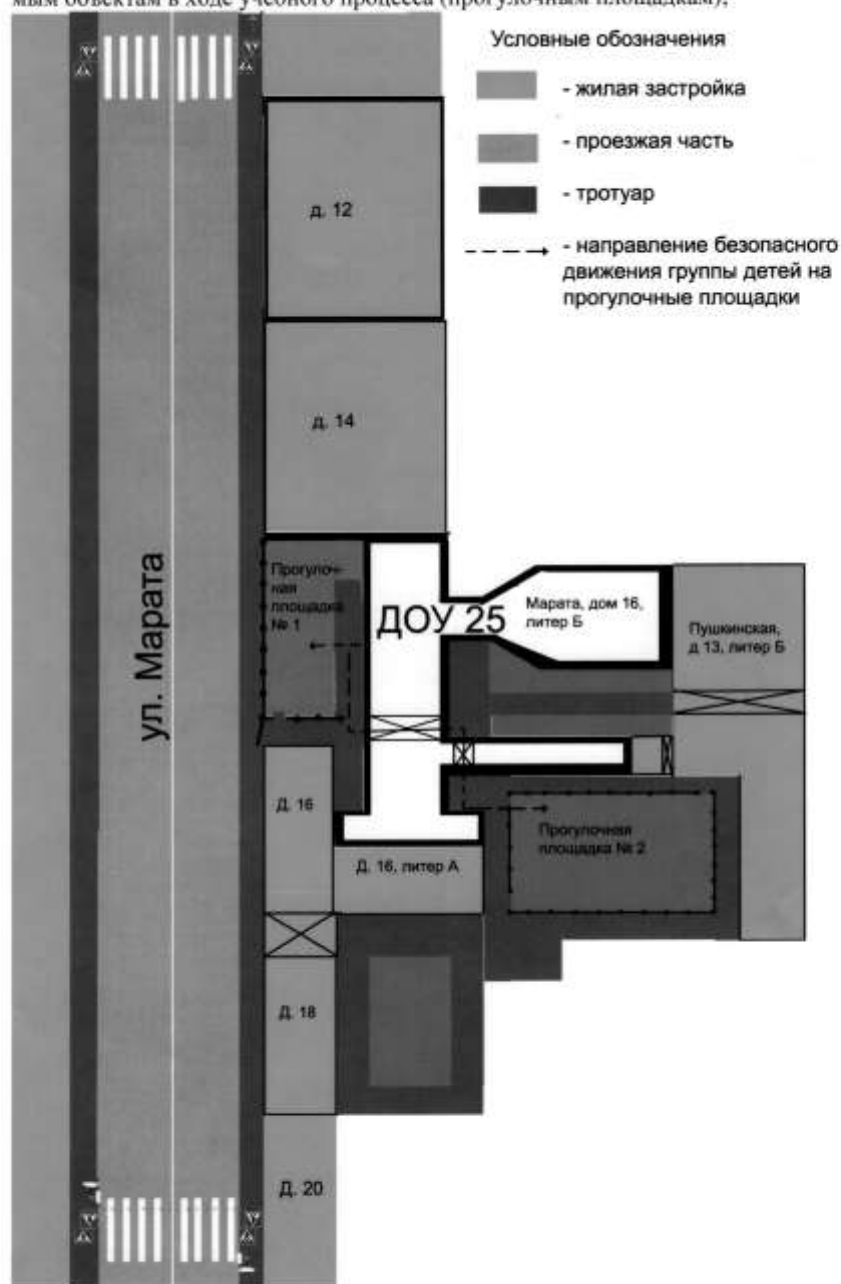 мым объектам в ходе учебного процесса (прогулочным площадкам);
Условные обозначения
- жилая застройка
- проезжая часть
- тротуар
- направление безопасного
движения группы детей на
прогулочные площадки
д. 12
д. 14
ул. Марата
Прогулоч-
ная
площадка
№ 1
ДОУ 25
Марата, дом 16,
литер Б
Пушкинская,
д 13, литер Б
Д. 16
Прогулочная
площадка № 2
Д. 16, литер А
Д. 18
Д. 20